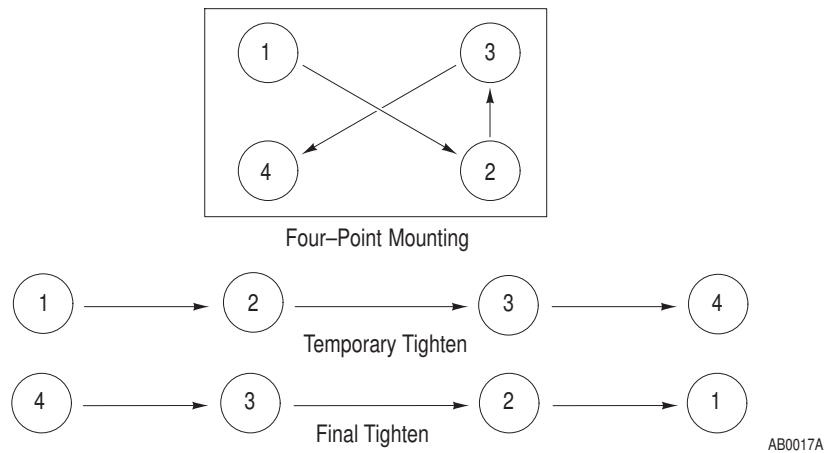 1 3
4 2
Four–Point Mounting
1 2 3 4
Temporary Tighten
4 3 2 1
Final Tighten
AB0017A